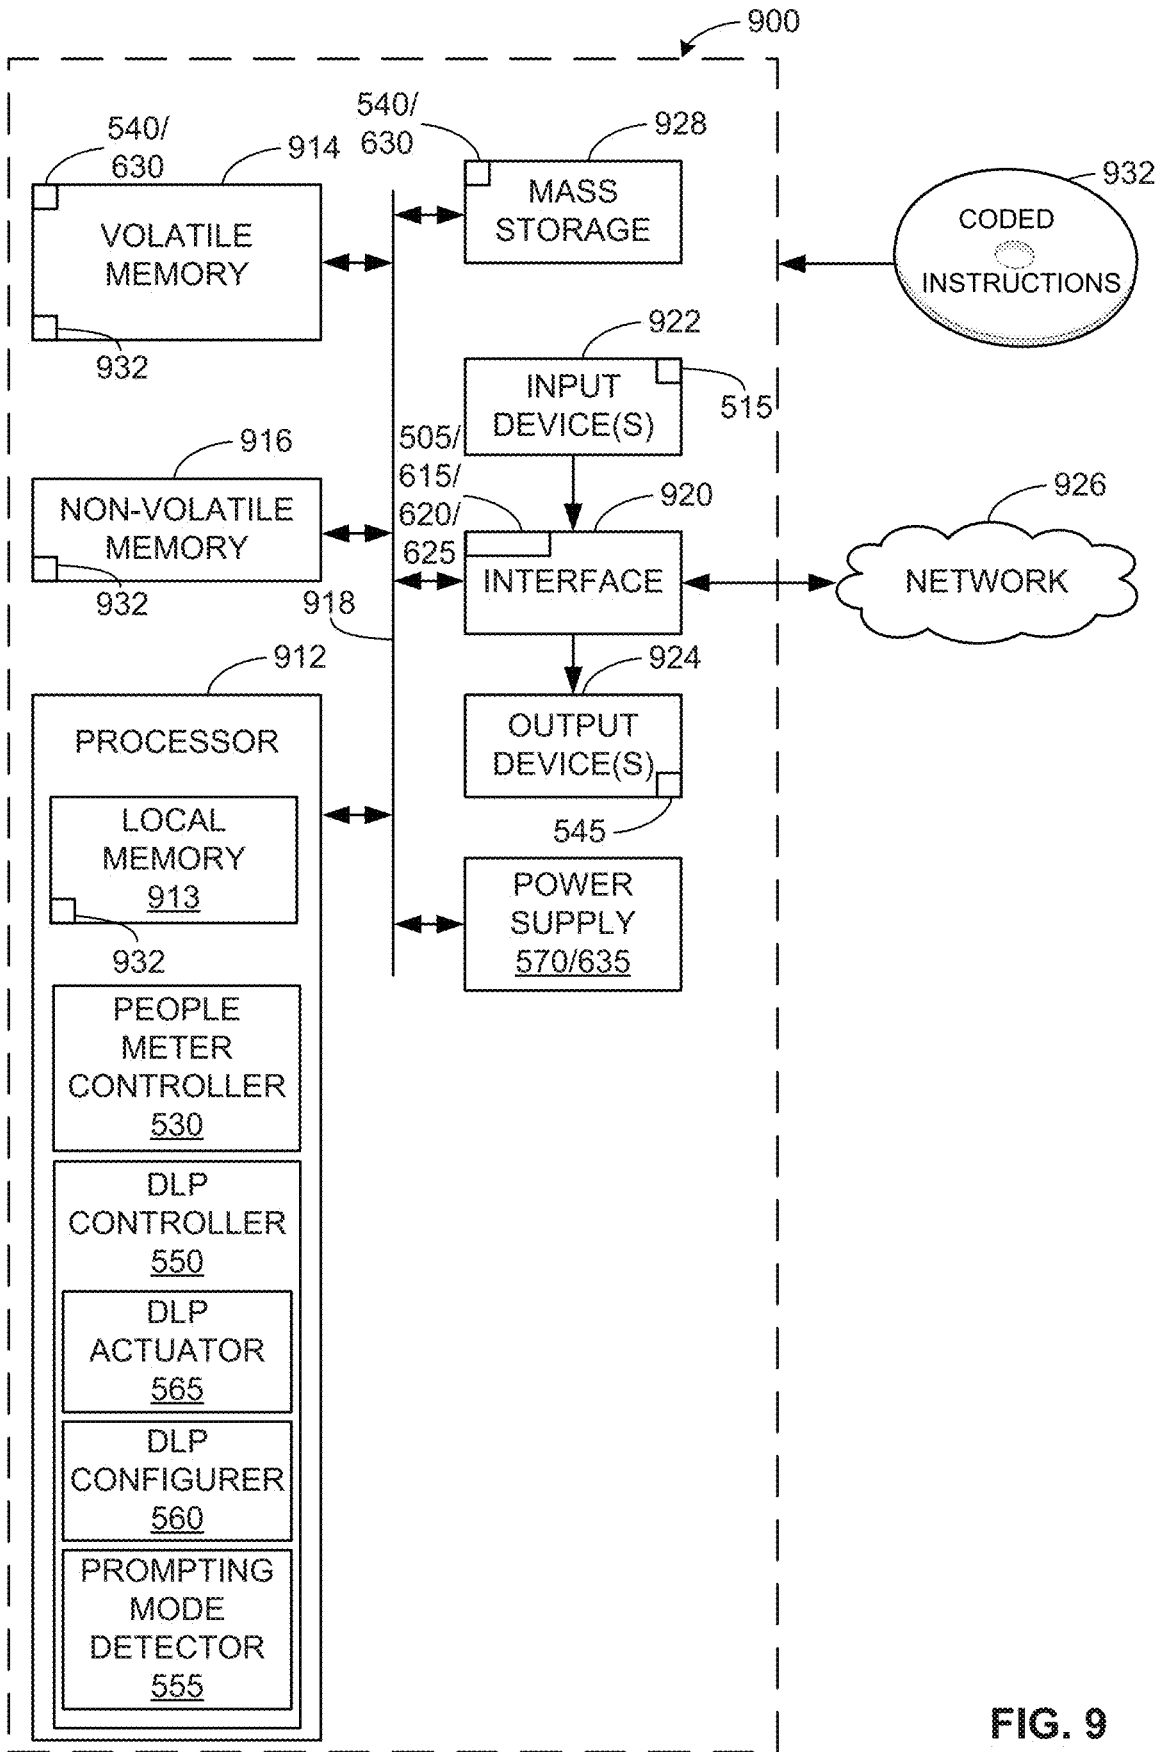 900
540/
630
914
VOLATILE
MEMORY
932
540/
630
928
MASS
STORAGE
932
CODED
INSTRUCTIONS
922
INPUT
DEVICE(S)
515
916
NON-VOLATILE
MEMORY
932
505/
615/
620/
625
920
INTERFACE
926
NETWORK
918
912
PROCESSOR
LOCAL
MEMORY
913
932
924
OUTPUT
DEVICE(S)
545
POWER
SUPPLY
570/635
PEOPLE
METER
CONTROLLER
530
DLP
CONTROLLER
550
DLP
ACTUATOR
565
DLP
CONFIGURER
560
PROMPTING
MODE
DETECTOR
555
FIG. 9